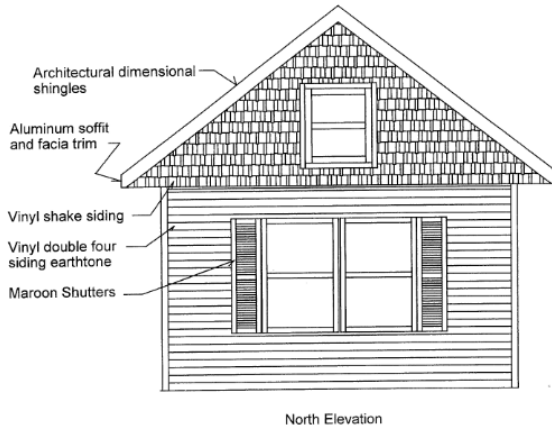 Architectural dimensional
shingles
Aluminum soffit
and facia trim
Vinyl shake siding
Vinyl double four
siding earthtone
Maroon Shutters
North Elevation